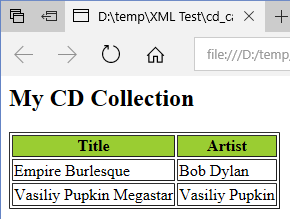 D:\temp\XML Test\cd_ca
file:///D:/temp,
My CD Collection
Title Artist
Empire Burlesque Bob Dylan
Vasiliy Pupkin Megastar Vasiliy Pupkin